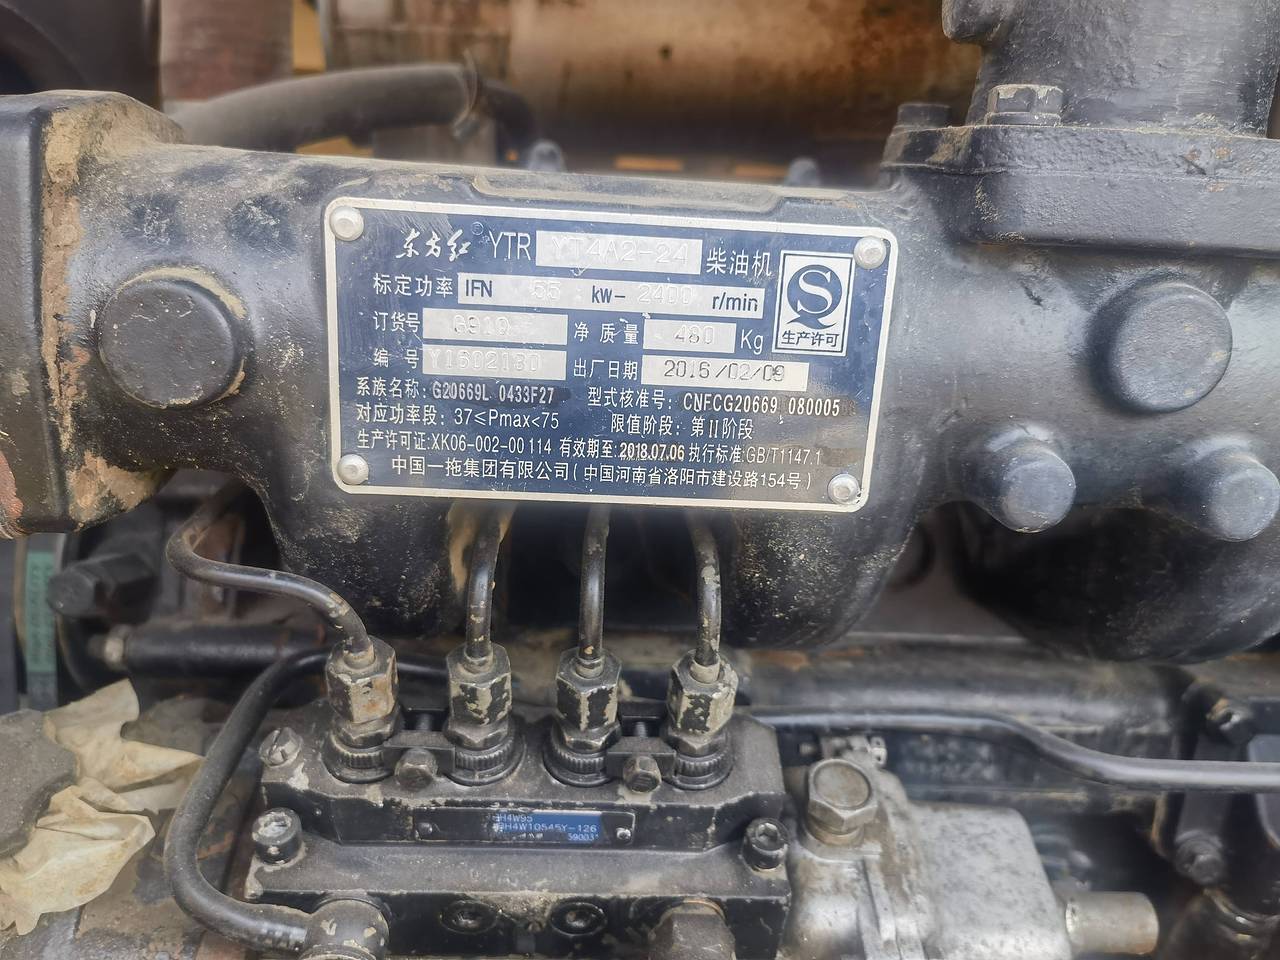 东方红® YTR YT4A2-24 柴油机
标定功率 IFN 55 kw- 2400 r/min
S
生产许可
订货号 G919 净质量 480 Kg
编号 Y1602130 出厂日期 2016/02/09
系族名称: G20669L 0433F27 型式核准号: CNFCG20669 080005
对应功率段: 37≤Pmax<75 限值阶段: 第II阶段
生产许可证:XK06-002-00114 有效期至:2018.07.06 执行标准:GB/T1147.1
中国一拖集团有限公司(中国河南省洛阳市建设路154号)
H4W95
H4W10545Y-126